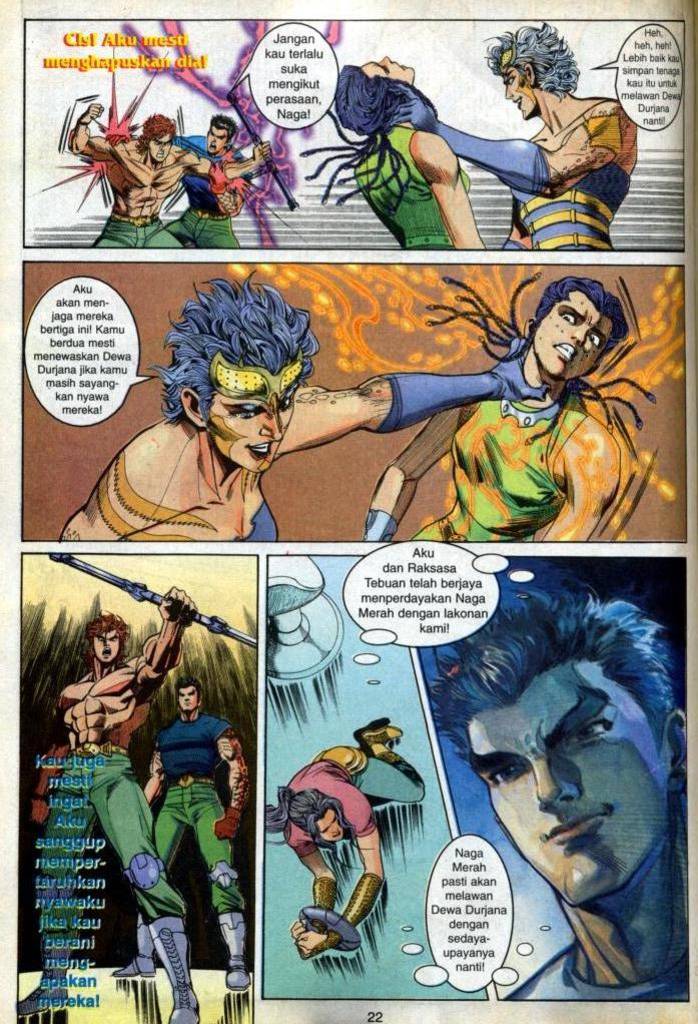 Cis! Aku mesti
menghapuskan dia!
Jangan
kau terlalu
suka
mengikut
perasaan,
Naga!
Heh,
heh, heh!
Lebih baik kau
simpan tenaga
kau itu untuk
melawan Dewa
Durjana
nanti!
Aku
akan men-
jaga mereka
bertiga ini! Kamu
berdua mesti
menewaskan Dewa
Durjana jika kamu
masih sayang-
kan nyawa
mereka!
Kau juga
mesti
ingat.
Aku
sanggup
memper-
taruhkan
nyawaku
jika kau
berani
meng-
apakan
mereka!
Aku
dan Raksasa
Tebuan telah berjaya
menperdayakan Naga
Merah dengan lakonan
kami!
Naga
Merah
pasti akan
melawan
Dewa Durjana
dengan
sedaya-
upayanya
nanti!
22